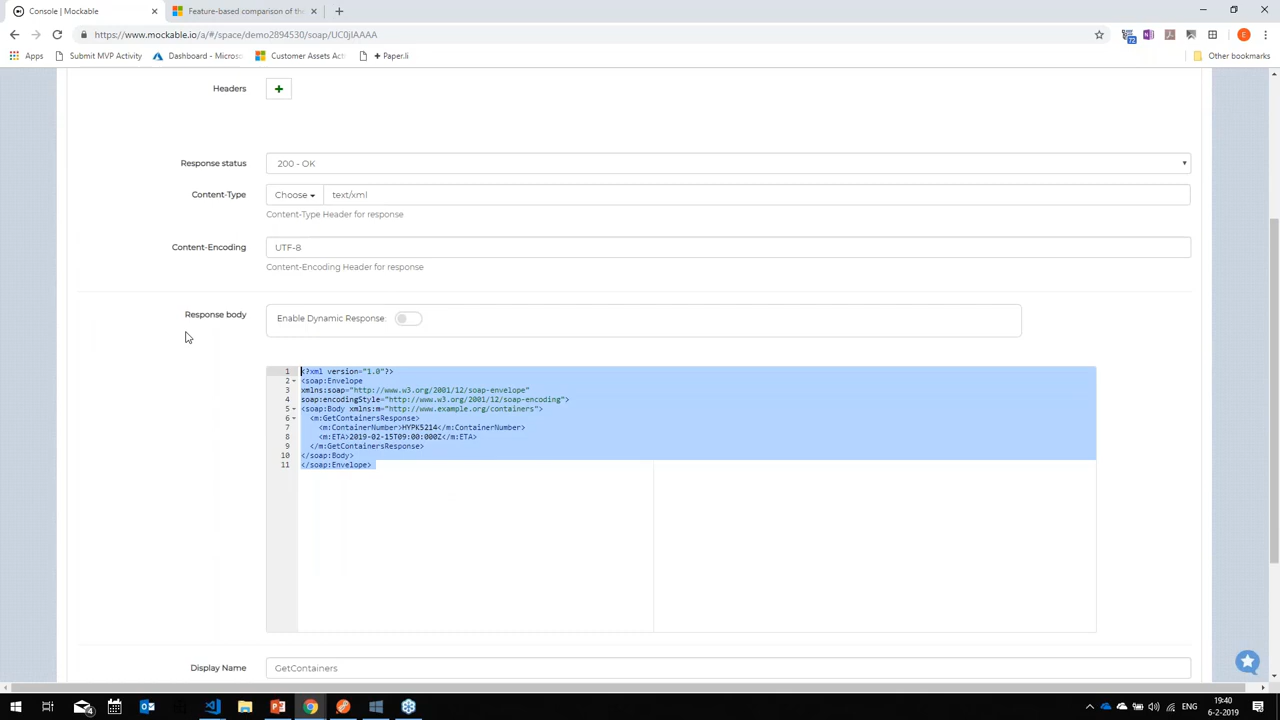 Console | Mockable
Feature-based comparison of th
https://www.mockable.io/a/#/space/demo2894530/soap/UC0jIAAAA
72
E
Apps
Submit MVP Activity
Dashboard - Micros
Customer Assets Act
+ Paper.li
Other bookmarks
Headers
Response status
200 - OK
Content-Type
Choose
text/xml
Content-Type Header for response
Content-Encoding
UTF-8
Content-Encoding Header for response
Response body
Enable Dynamic Response:
1 <?xml version="1.0"?>
2 <soap:Envelope
3 xmlns:soap="http://www.w3.org/2001/12/soap-envelope"
4 soap:encodingStyle="http://www.w3.org/2001/12/soap-encoding">
5 <soap:Body xmlns:m="http://www.example.org/containers">
6 <m:GetContainersResponse>
7 <m:ContainerNumber>HYPK5214</m:ContainerNumber>
8 <m:ETA>2019-02-15T09:00:000Z</m:ETA>
9 </m:GetContainersResponse>
10 </soap:Body>
11 </soap:Envelope>
Display Name
GetContainers
ENG
19:40
6-2-2019